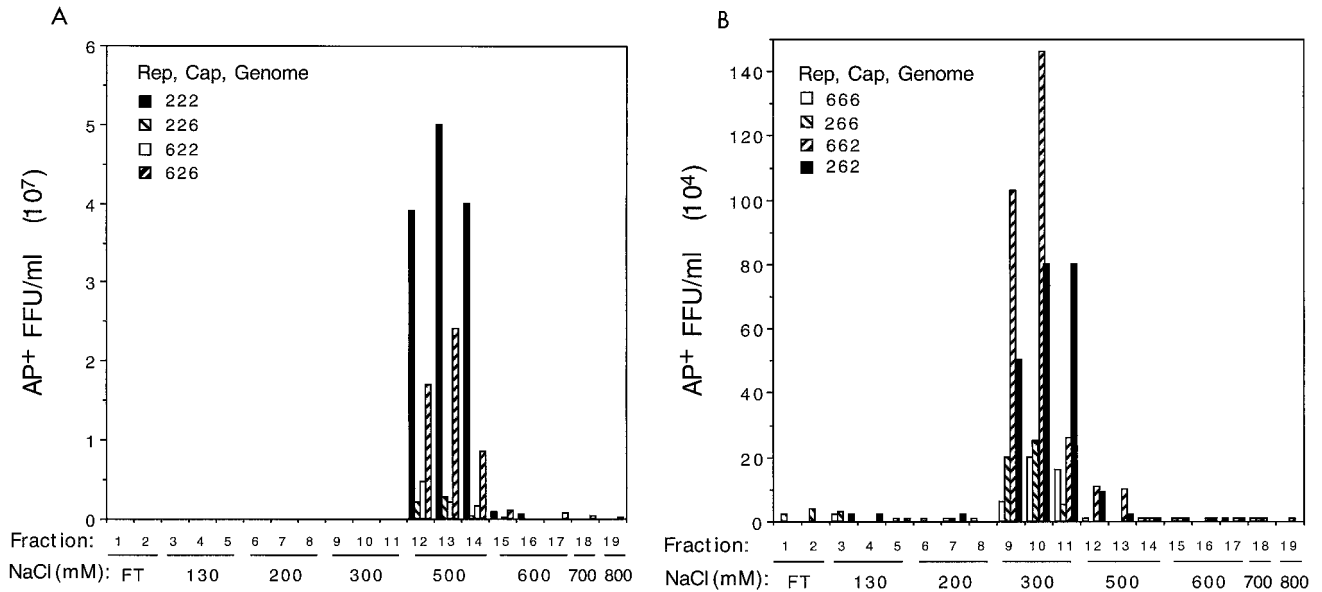 A
AP+ FFU/ml (10⁷)
6
5
4
3
2
1
0
Rep, Cap, Genome
222
226
622
626
Fraction: 1 2 3 4 5 6 7 8 9 10 11 12 13 14 15 16 17 18 19
NaCl(mM): FT 130 200 300 500 600 700 800
B
AP+ FFU/ml (10⁴)
140
120
100
80
60
40
20
0
Rep, Cap, Genome
666
266
662
262
Fraction: 1 2 3 4 5 6 7 8 9 10 11 12 13 14 15 16 17 18 19
NaCl(mM): FT 130 200 300 500 600 700 800